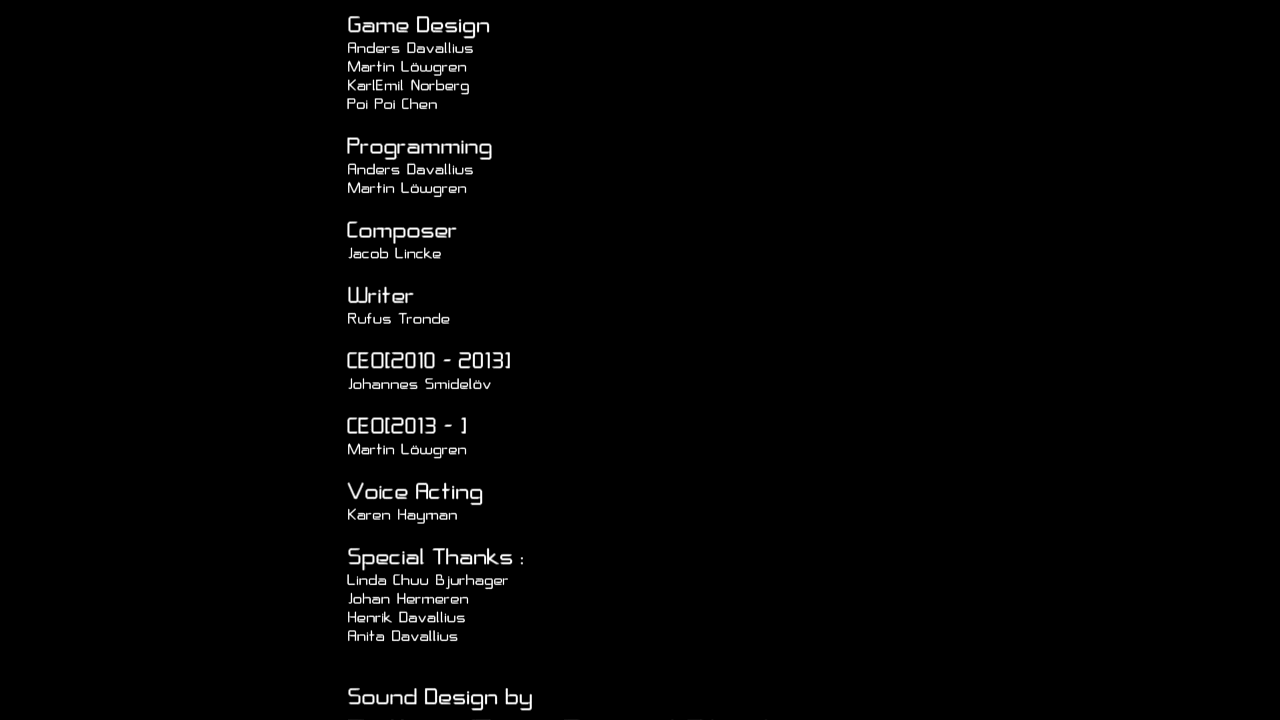 Game Design
Anders Davallius
Martin Löwgren
KarlEmil Norberg
Poi Poi Chen
Programming
Anders Davallius
Martin Löwgren
Composer
Jacob Lincke
Writer
Rufus Tronde
CEO[2010 - 2013]
Johannes Smidelöv
CEO[2013 - ]
Martin Löwgren
Voice Acting
Karen Hayman
Special Thanks :
Linda Chuu Bjurhager
Johan Hermeren
Henrik Davallius
Anita Davallius
Sound Design by